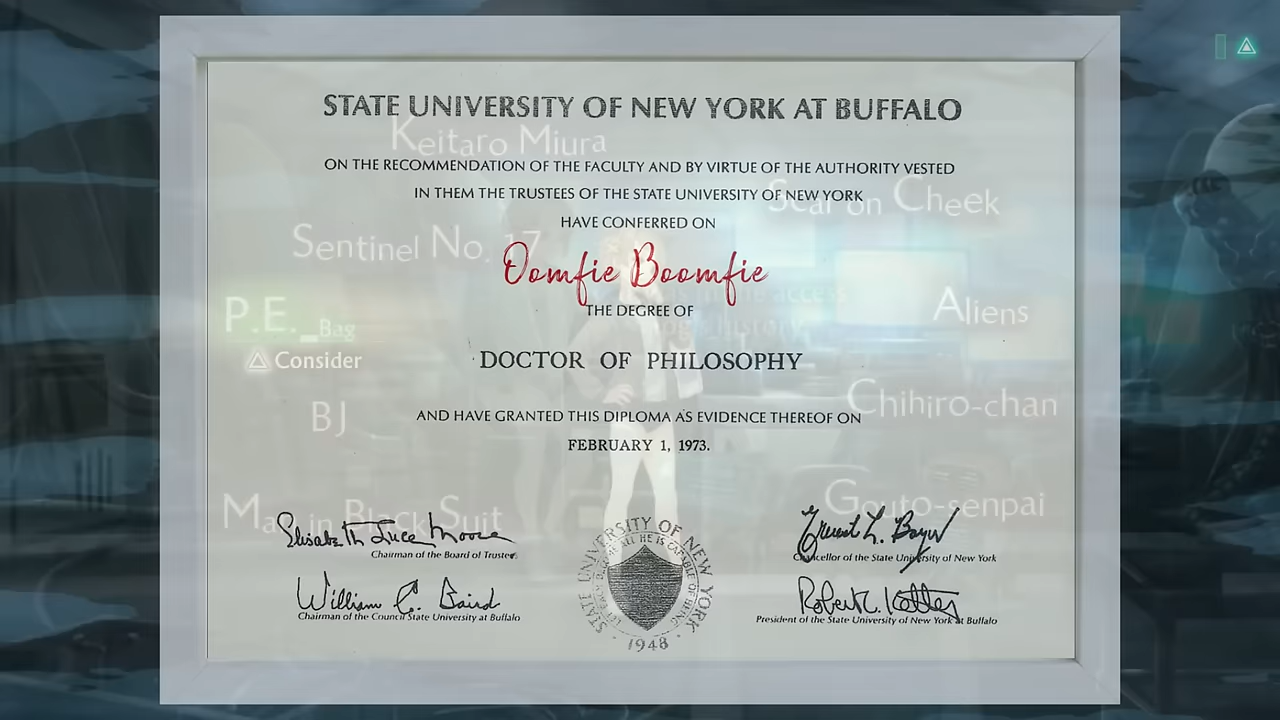 STATE UNIVERSITY OF NEW YORK AT BUFFALO
Keitaro Miura
ON THE RECOMMENDATION OF THE FACULTY AND BY VIRTUE OF THE AUTHORITY VESTED
IN THEM THE TRUSTEES OF THE STATE UNIVERSITY OF NEW YORK
Scar on Cheek
HAVE CONFERRED ON
Sentinel No. 17
Oomfie Boomfie
THE DEGREE OF
P.E._Bag
Aliens
Consider
DOCTOR OF PHILOSOPHY
BJ
AND HAVE GRANTED THIS DIPLOMA AS EVIDENCE THEREOF ON
Chihiro-chan
FEBRUARY 1, 1973.
Man in Black Suit
Gouto-senpai
Chairman of the Board of Trustees
Chancellor of the State University of New York
William C. Baird
Chairman of the Council State University at Buffalo
President of the State University of New York at Buffalo
STATE UNIVERSITY OF NEW YORK
1948